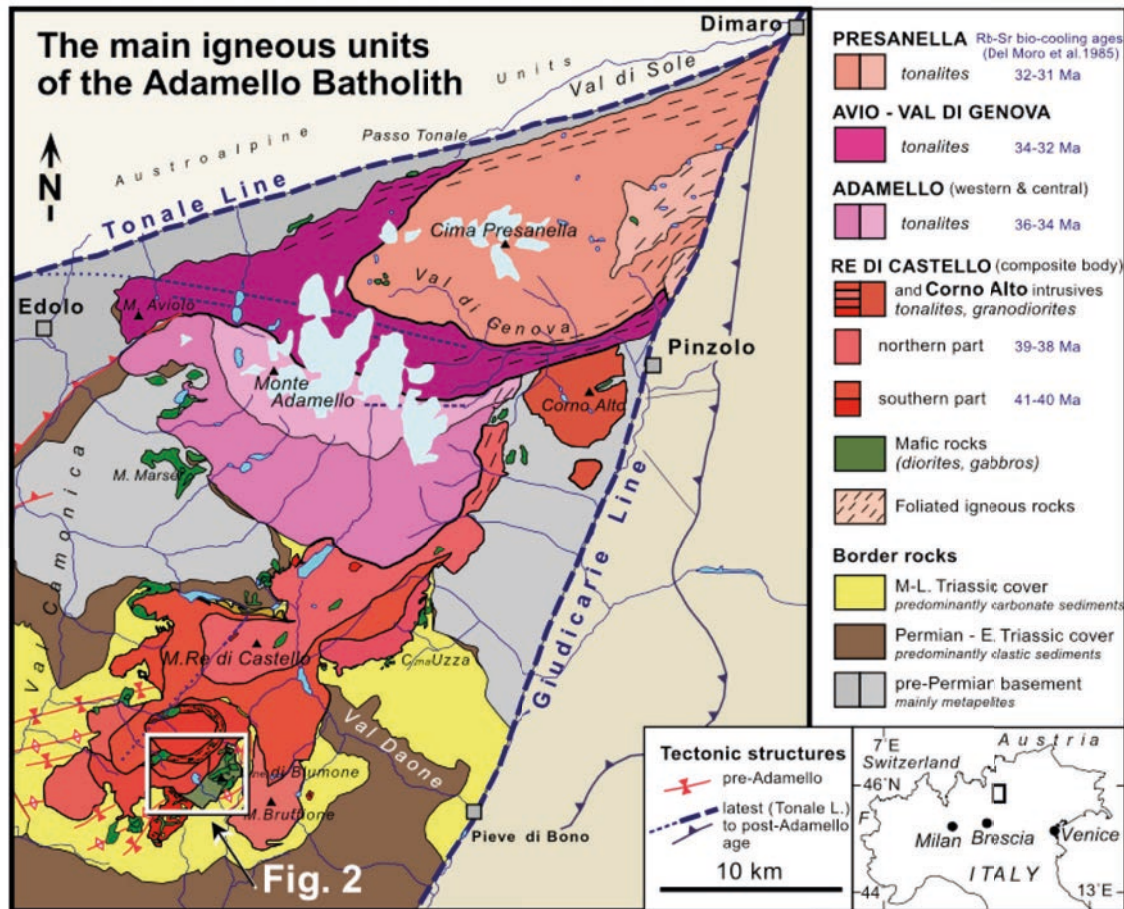 The main igneous units
of the Adamello Batholith
Dimaro
Val di Sole
Units
Passo Tonale
Austroalpine
Tonale Line
N
Cima Presanella
Val di Genova
Edolo
M. Aviolo
Pinzolo
Monte
Adamello
Corno Alto
M. Marser
Val Camonica
Giudicarie Line
M.Re di Castello
Uzza
Val Daone
di Blumone
M.Bruffione
Pieve di Bono
Fig. 2
PRESANELLA
Rb-Sr bio-cooling ages
(Del Moro et al.1985)
tonalites 32-31 Ma
AVIO - VAL DI GENOVA
tonalites 34-32 Ma
ADAMELLO (western & central)
tonalites 36-34 Ma
RE DI CASTELLO (composite body)
and Corno Alto intrusives
tonalites, granodiorites
northern part 39-38 Ma
southern part 41-40 Ma
Mafic rocks
(diorites, gabbros)
Foliated igneous rocks
Border rocks
M-L. Triassic cover
predominantly carbonate sediments
Permian - E. Triassic cover
predominantly clastic sediments
pre-Permian basement
mainly metapelites
Tectonic structures
pre-Adamello
latest (Tonale L.)
to post-Adamello
age
10 km
7°E
Austria
Switzerland
46°N
F
Milan
Brescia
Venice
ITALY
44
13°E